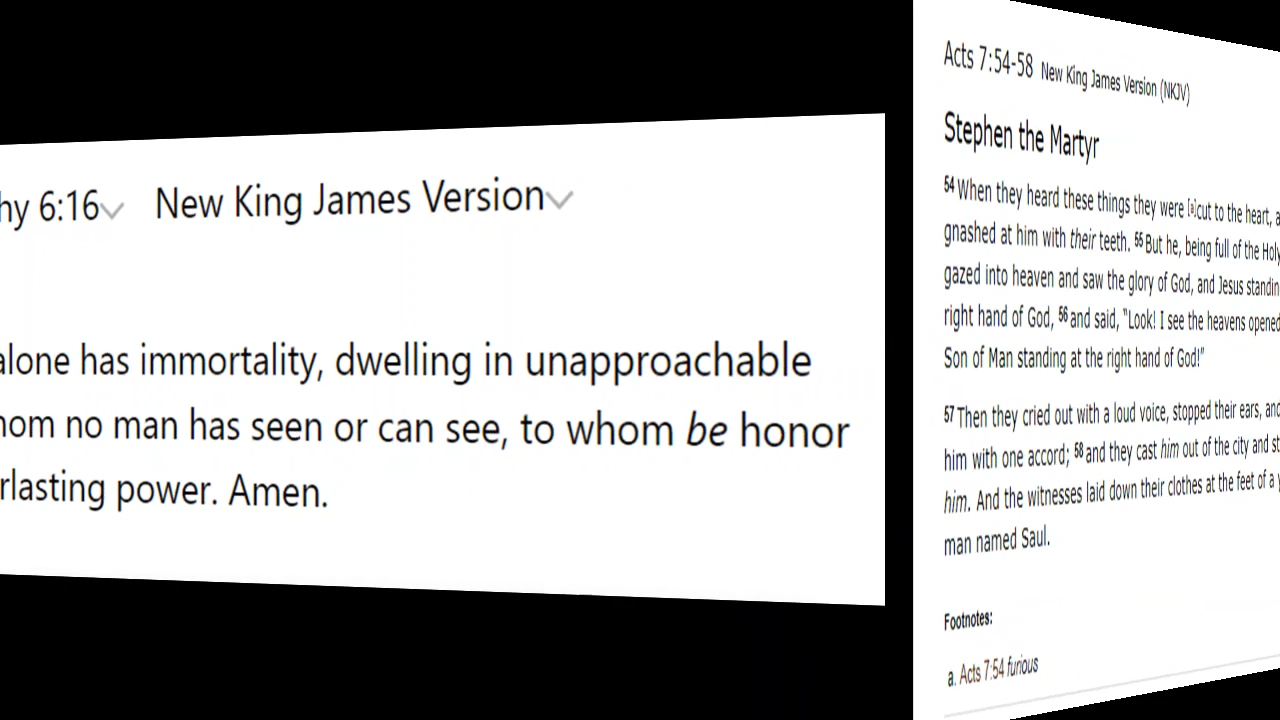 hy 6:16 New King James Version
alone has immortality, dwelling in unapproachable
hom no man has seen or can see, to whom be honor
rlasting power. Amen.
Acts 7:54-58 New King James Version (NKJV)
Stephen the Martyr
54 When they heard these things they were [a]cut to the heart, a
gnashed at him with their teeth. 55 But he, being full of the Holy
gazed into heaven and saw the glory of God, and Jesus standin
right hand of God, 56 and said, “Look! I see the heavens opened
Son of Man standing at the right hand of God!”
57 Then they cried out with a loud voice, stopped their ears, and
him with one accord; 58 and they cast him out of the city and st
him. And the witnesses laid down their clothes at the feet of a y
man named Saul.
Footnotes:
a. Acts 7:54 furious